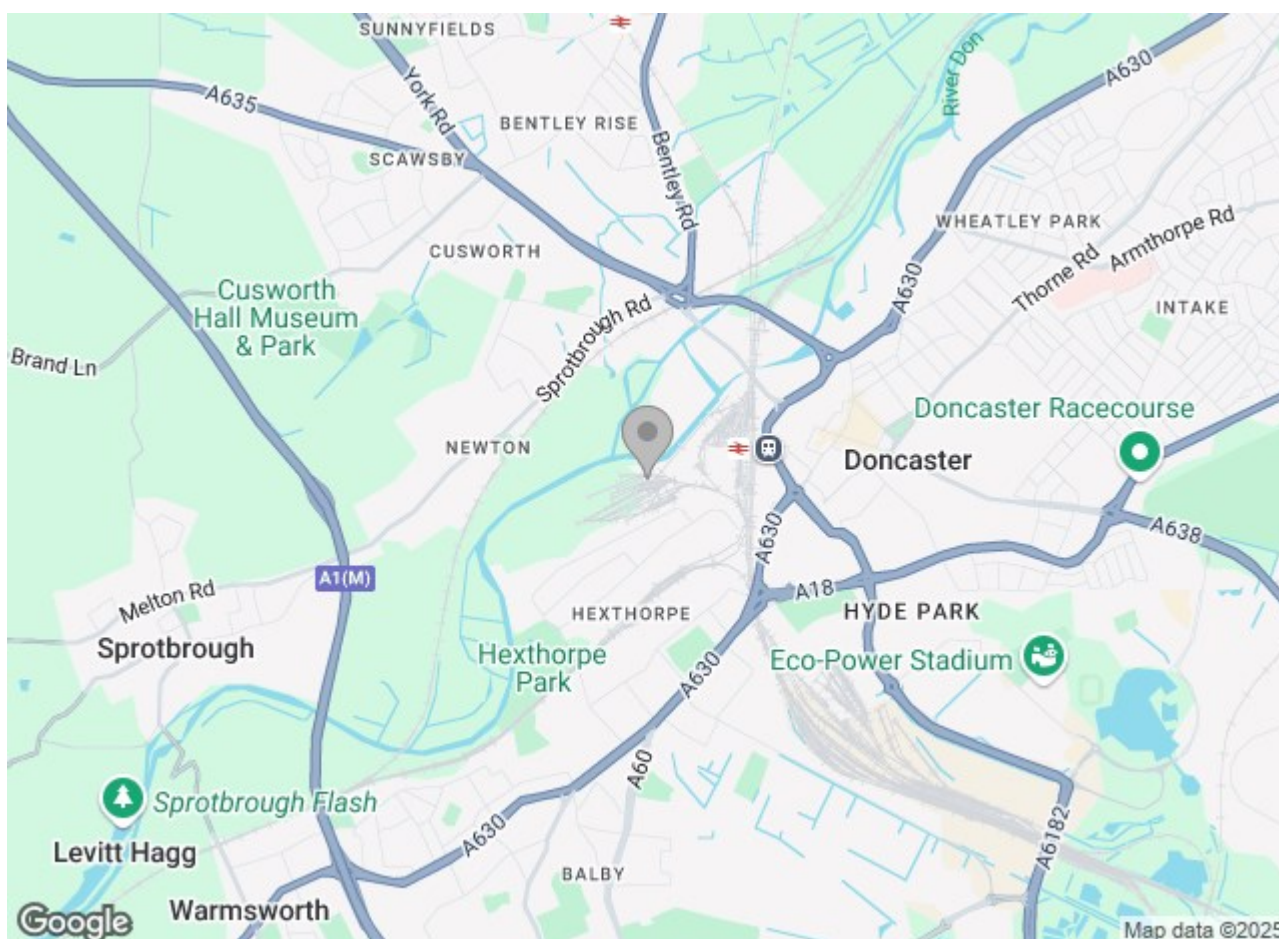 SUNNYFIELDS
A635
York Rd
BENTLEY RISE
SCAWSBY
Bentley Rd
River Don
A630
WHEATLEY PARK
Armthorpe Rd
Thorne Rd
CUSWORTH
A630
INTAKE
Cusworth
Hall Museum
& Park
Brand Ln
Sprotbrough Rd
Doncaster Racecourse
NEWTON
Doncaster
A638
A630
A1(M)
A18
Melton Rd
HEXTHORPE
HYDE PARK
Sprotbrough
Hexthorpe
Park
Eco-Power Stadium
A630
A60
Sprotbrough Flash
A630
A6182
Levitt Hagg
BALBY
Warmsworth
Google
Map data ©2025